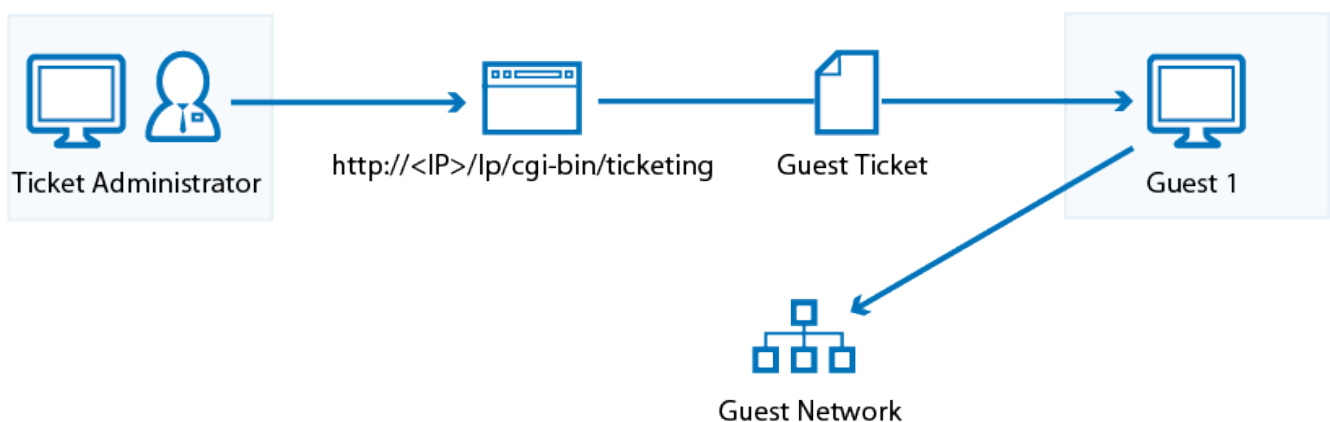 Ticket Administrator
http://<IP>/lp/cgi-bin/ticketing
Guest Ticket
Guest 1
Guest Network